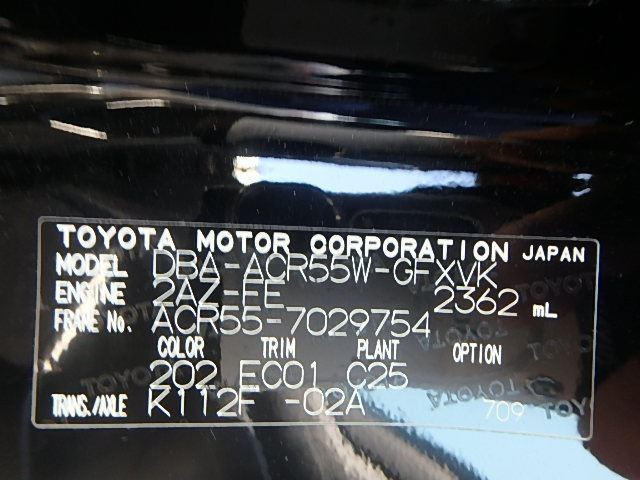 TOYOTA MOTOR CORPORATION JAPAN
MODEL DBA-ACR55W-GFXVK
ENGINE 2AZ-FE 2362 mL
FRAME No. ACR55-7029754
COLOR TRIM PLANT OPTION
202 EC01 C25
TRANS./AXLE K112F -02A 709